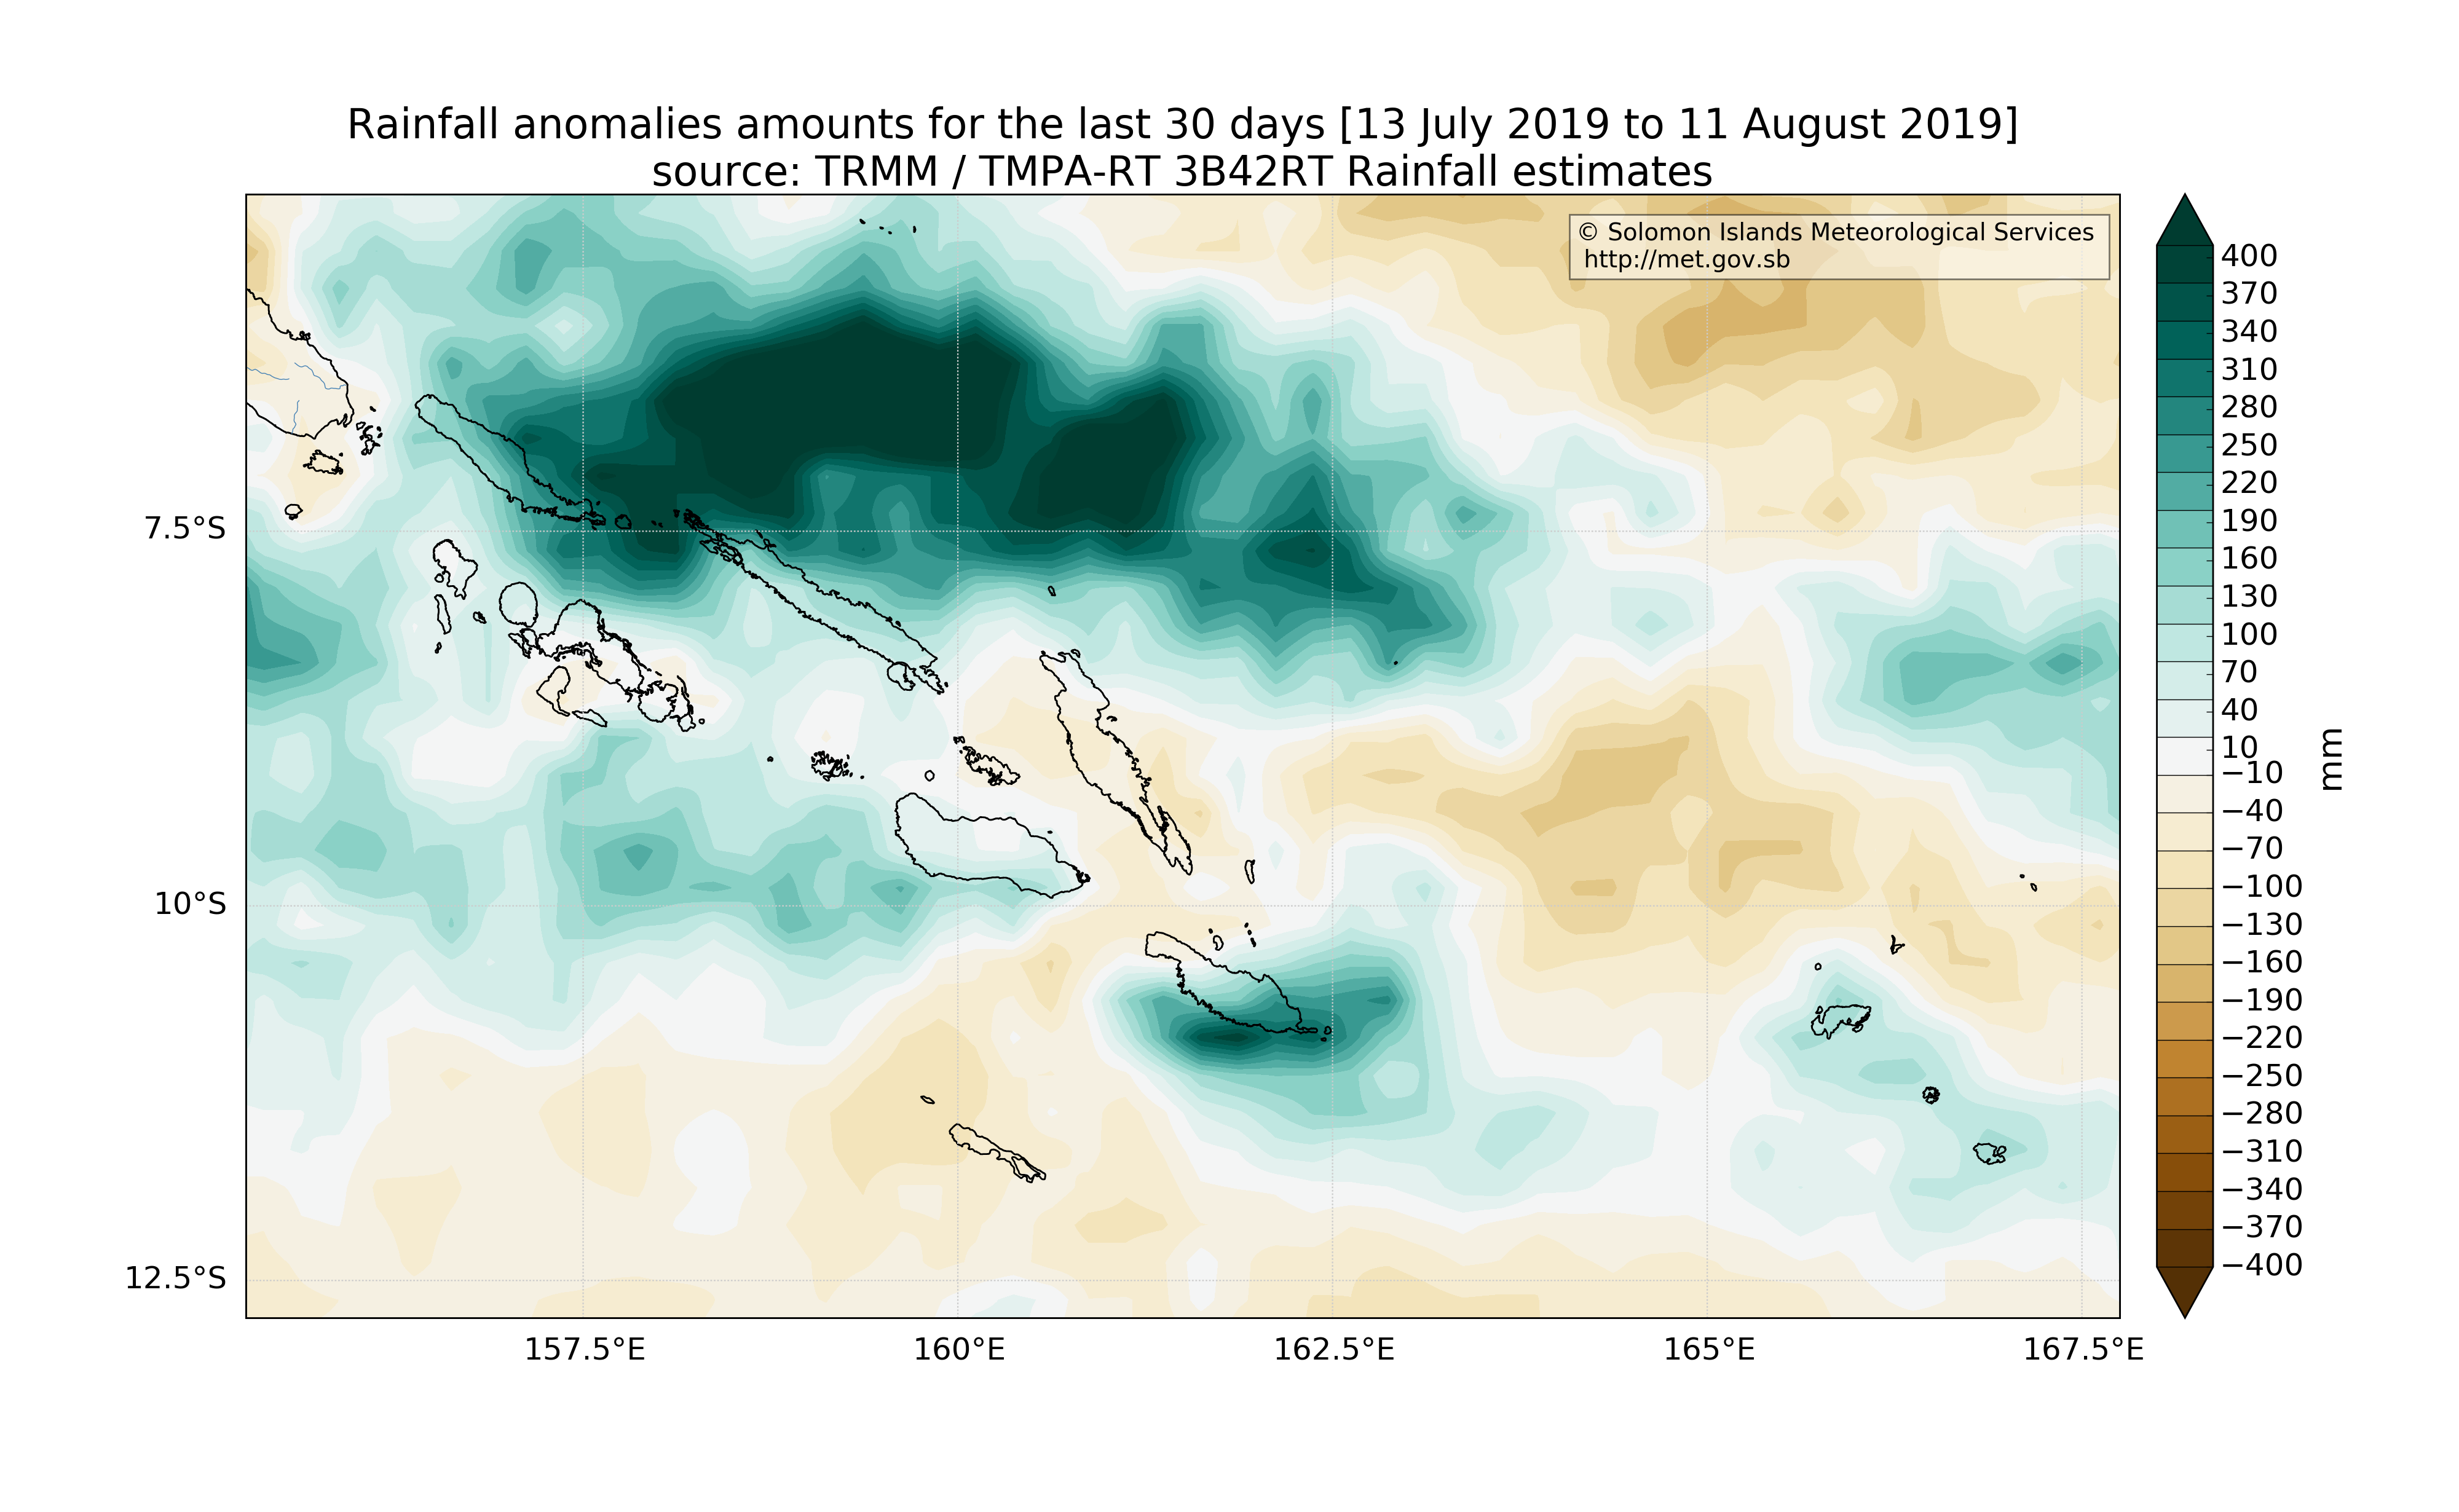 Rainfall anomalies amounts for the last 30 days [13 July 2019 to 11 August 2019]
source: TRMM / TMPA-RT 3B42RT Rainfall estimates
© Solomon Islands Meteorological Services
http://met.gov.sb
7.5°S
10°S
12.5°S
157.5°E
160°E
162.5°E
165°E
167.5°E
400
370
340
310
280
250
220
190
160
130
100
70
40
10
−10
−40
−70
−100
−130
−160
−190
−220
−250
−280
−310
−340
−370
−400
mm